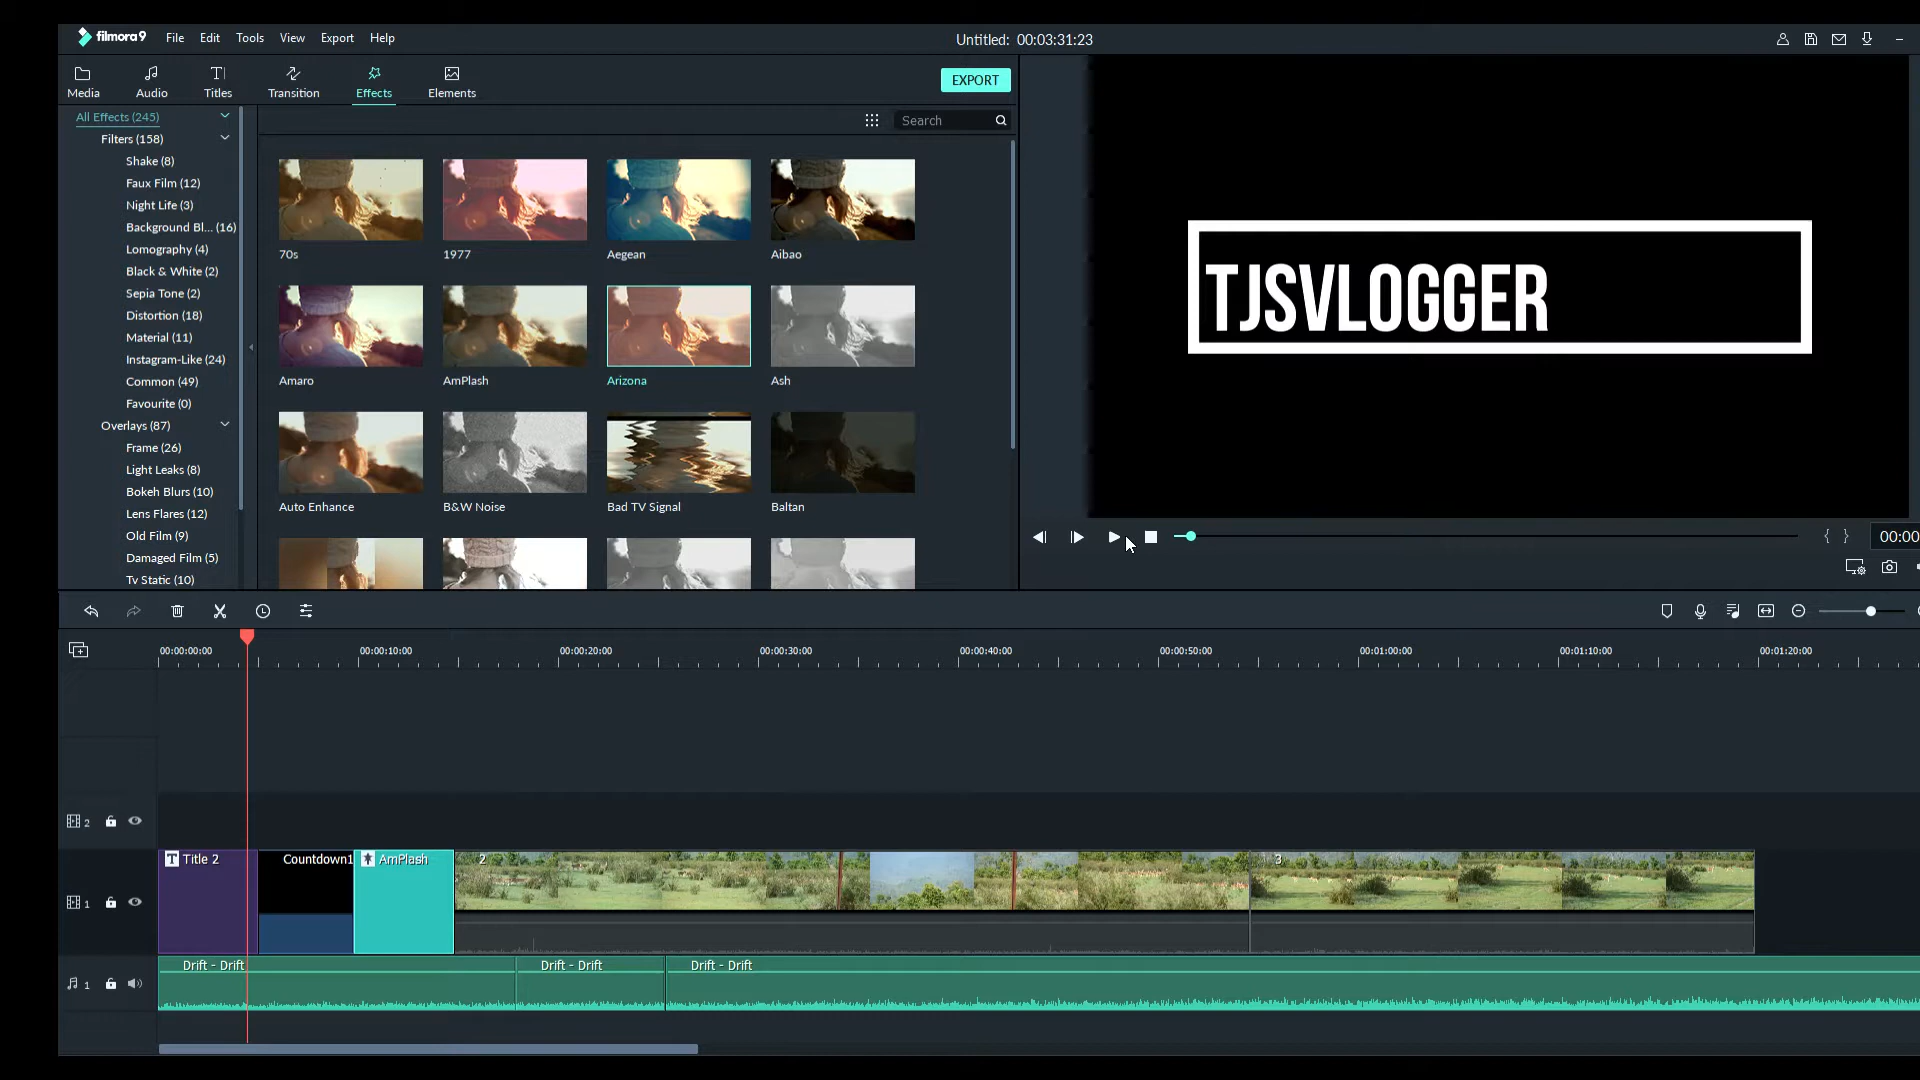 filmora9 File Edit Tools View Export Help
Untitled: 00:03:31:23
Media Audio Titles Transition Effects Elements
EXPORT
Search
All Effects (245)
Filters (158)
Shake (8)
Faux Film (12)
Night Life (3)
Background Bl... (16)
Lomography (4)
Black & White (2)
Sepia Tone (2)
Distortion (18)
Material (11)
Instagram-Like (24)
Common (49)
Favourite (0)
Overlays (87)
Frame (26)
Light Leaks (8)
Bokeh Blurs (10)
Lens Flares (12)
Old Film (9)
Damaged Film (5)
Tv Static (10)
70s 1977 Aegean Aibao
Amaro AmPlash Arizona Ash
Auto Enhance B&W Noise Bad TV Signal Baltan
TJSVLOGGER
{ } 00:00
00:00:00:00 00:00:10:00 00:00:20:00 00:00:30:00 00:00:40:00 00:00:50:00 00:01:00:00 00:01:10:00 00:01:20:00
2
1
T Title 2 Countdown1 AmPlash 2 3
1
Drift - Drift Drift - Drift Drift - Drift